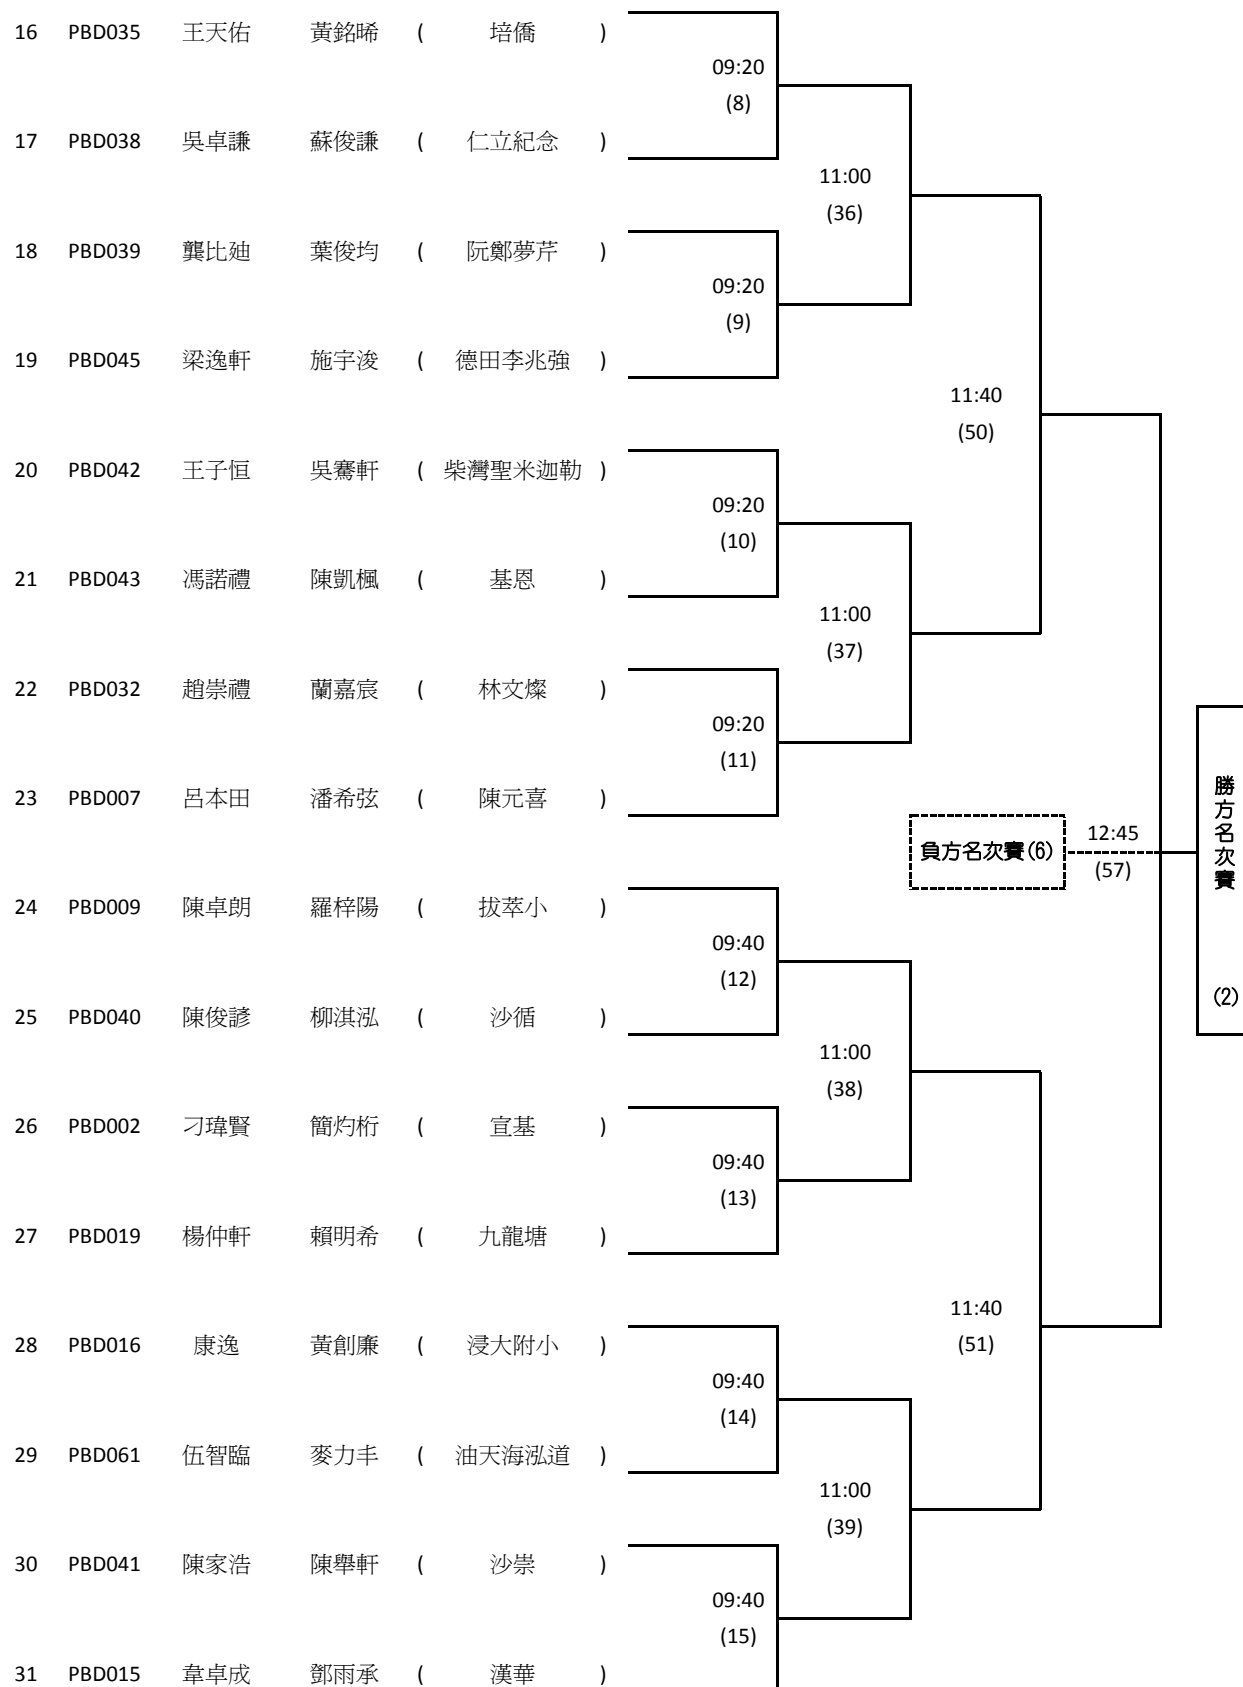 16 PBD035 王天佑 黃銘晞 ( 培僑 )
09:20
(8)
17 PBD038 吳卓謙 蘇俊謙 ( 仁立紀念 )
11:00
(36)
18 PBD039 龔比廸 葉俊均 ( 阮鄭夢芹 )
09:20
(9)
19 PBD045 梁逸軒 施宇浚 ( 德田李兆強 )
11:40
(50)
20 PBD042 王子恒 吳騫軒 ( 柴灣聖米迦勒 )
09:20
(10)
21 PBD043 馮諾禮 陳凱楓 ( 基恩 )
11:00
(37)
22 PBD032 趙崇禮 蘭嘉宸 ( 林文燦 )
09:20
(11)
23 PBD007 呂本田 潘希弦 ( 陳元喜 )
負方名次賽(6)
12:45
(57)
勝方名次賽
(2)
24 PBD009 陳卓朗 羅梓陽 ( 拔萃小 )
09:40
(12)
25 PBD040 陳俊諺 柳淇泓 ( 沙循 )
11:00
(38)
26 PBD002 刁瑋賢 簡灼桁 ( 宣基 )
09:40
(13)
27 PBD019 楊仲軒 賴明希 ( 九龍塘 )
11:40
(51)
28 PBD016 康逸 黃創廉 ( 浸大附小 )
09:40
(14)
29 PBD061 伍智臨 麥力丰 ( 油天海泓道 )
11:00
(39)
30 PBD041 陳家浩 陳舉軒 ( 沙崇 )
09:40
(15)
31 PBD015 韋卓成 鄧雨承 ( 漢華 )